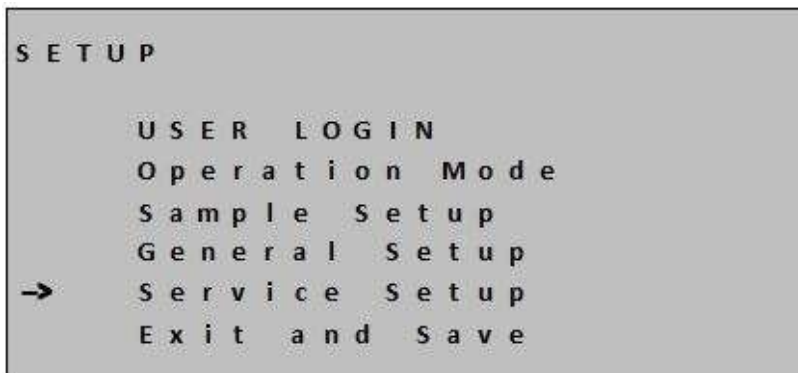 SETUP
USER LOGIN
Operation Mode
Sample Setup
General Setup
-> Service Setup
Exit and Save